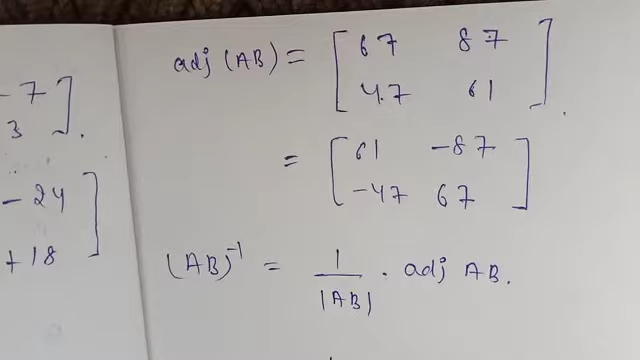 - 7
3 .
- 24
+ 18
adj (AB) = [ 67 87
47 61 ] .
= [ 61 -87
-47 67 ]
(AB)⁻¹ = 1/|AB| . adj AB.